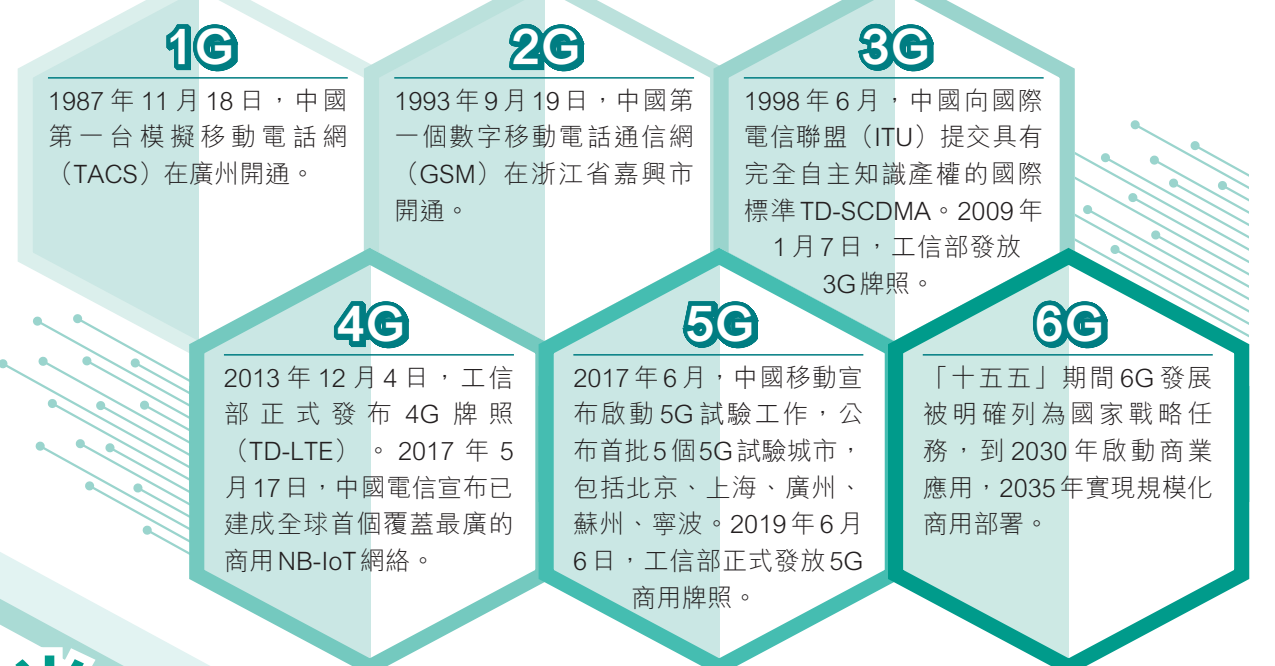 1G
1987年11月18日，中國
第一台模擬移動電話網
（TACS）在廣州開通。
2G
1993年9月19日，中國第
一個數字移動電話通信網
（GSM）在浙江省嘉興市
開通。
3G
1998年6月，中國向國際
電信聯盟（ITU）提交具有
完全自主知識產權的國際
標準TD-SCDMA。2009年
1月7日，工信部發放
3G牌照。
4G
2013年12月4日，工信
部正式發布4G牌照
（TD-LTE）。2017年5
月17日，中國電信宣布已
建成全球首個覆蓋最廣的
商用NB-IoT網絡。
5G
2017年6月，中國移動宣
布啟動5G試驗工作，公
布首批5個5G試驗城市，
包括北京、上海、廣州、
蘇州、寧波。2019年6月
6日，工信部正式發放5G
商用牌照。
6G
「十五五」期間6G發展
被明確列為國家戰略任
務，到2030年啟動商業
應用，2035年實現規模化
商用部署。